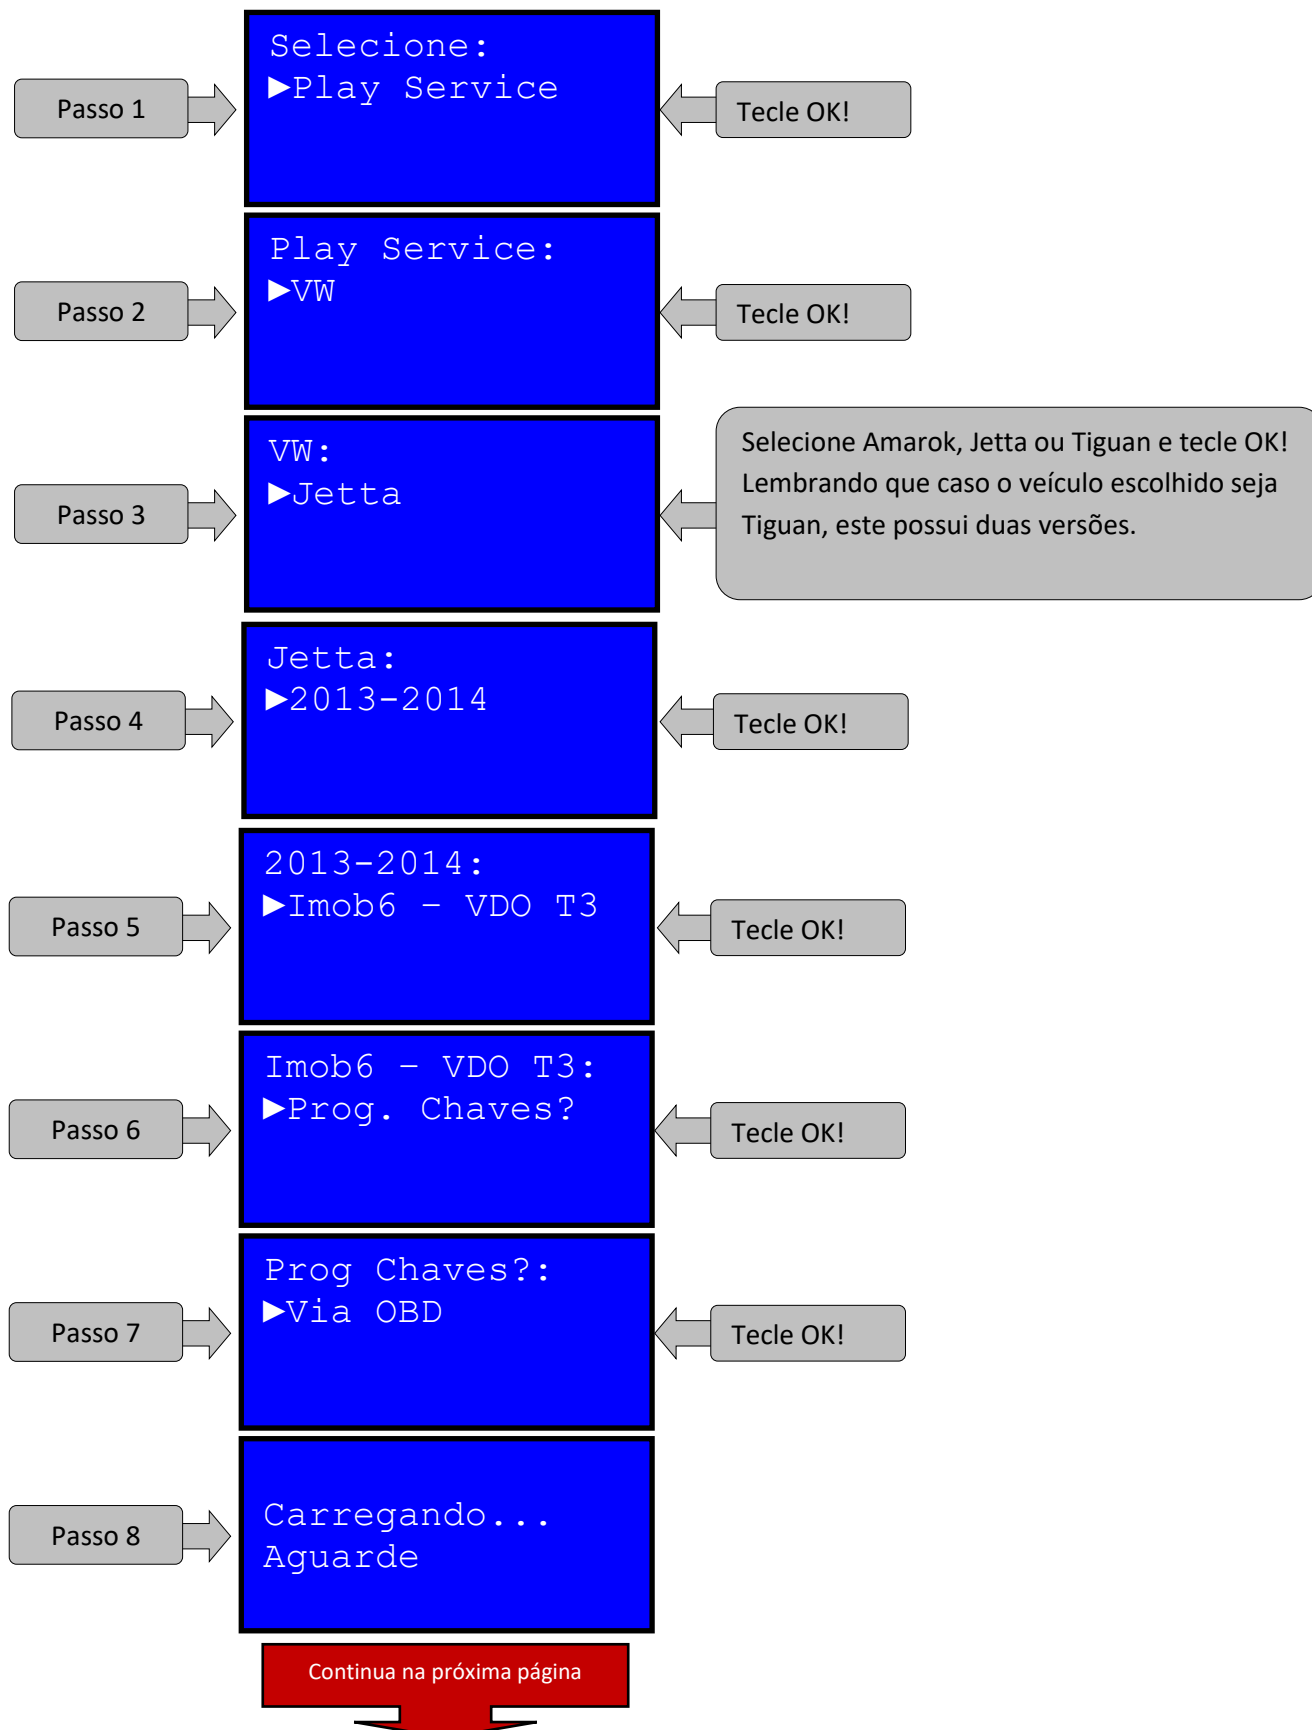 Passo 1
Selecione:
►Play Service
Tecle OK!
Passo 2
Play Service:
►VW
Tecle OK!
Passo 3
VW:
►Jetta
Selecione Amarok, Jetta ou Tiguan e tecle OK!
Lembrando que caso o veículo escolhido seja
Tiguan, este possui duas versões.
Passo 4
Jetta:
►2013-2014
Tecle OK!
Passo 5
2013-2014:
►Imob6 – VDO T3
Tecle OK!
Passo 6
Imob6 – VDO T3:
►Prog. Chaves?
Tecle OK!
Passo 7
Prog Chaves?:
►Via OBD
Tecle OK!
Passo 8
Carregando...
Aguarde
Continua na próxima página